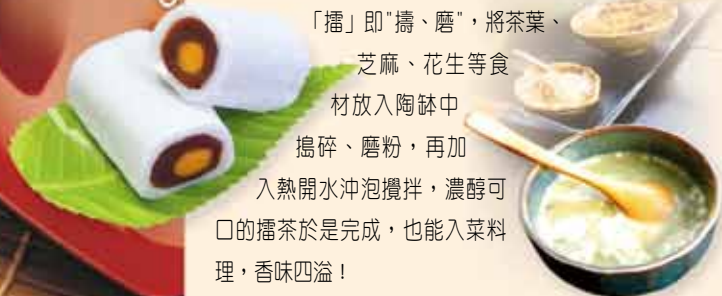 「擂」即"擣、磨"，將茶葉、
芝麻、花生等食
材放入陶缽中
搗碎、磨粉，再加
入熱開水沖泡攪拌，濃醇可
口的擂茶於是完成，也能入菜料
理，香味四溢！